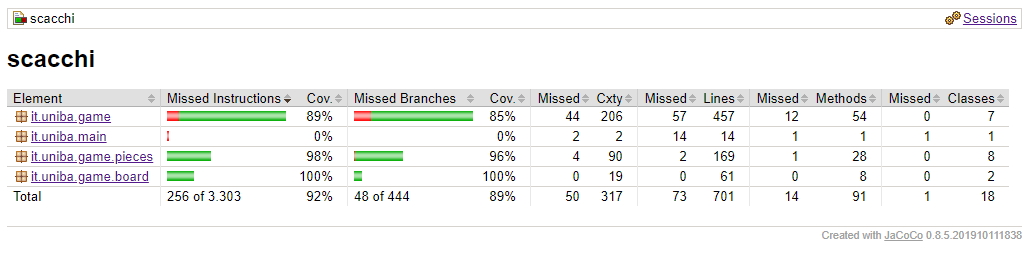 scacchi Sessions
scacchi
Element Missed Instructions Cov. Missed Branches Cov. Missed Cxty Missed Lines Missed Methods Missed Classes
it.uniba.game 89% 85% 44 206 57 457 12 54 0 7
it.uniba.main 0% 0% 2 2 14 14 1 1 1 1
it.uniba.game.pieces 98% 96% 4 90 2 169 1 28 0 8
it.uniba.game.board 100% 100% 0 19 0 61 0 8 0 2
Total 256 of 3.303 92% 48 of 444 89% 50 317 73 701 14 91 1 18
Created with JaCoCo 0.8.5.201910111838